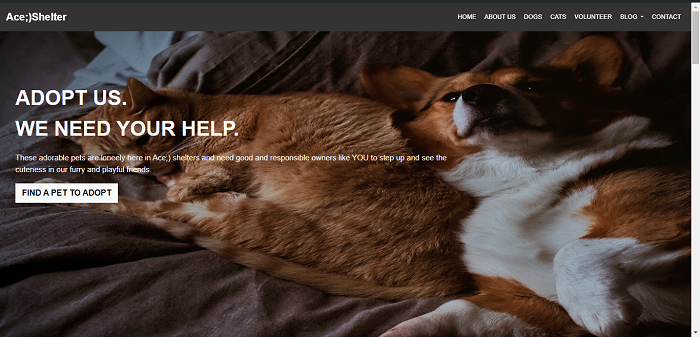 Ace;)Shelter
HOME ABOUT US DOGS CATS VOLUNTEER BLOG CONTACT
ADOPT US.
WE NEED YOUR HELP.
These adorable pets are loneely here in Ace;) shelters and need good and responsible owners like YOU to step up and see the
cuteness in our furry and playful friends.
FIND A PET TO ADOPT